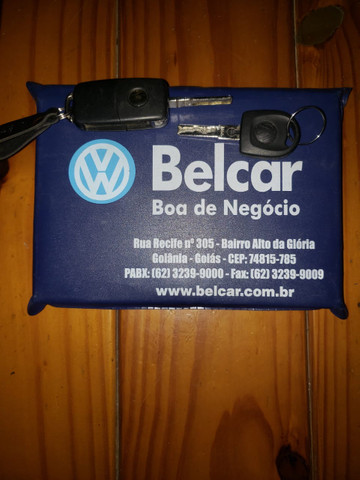 Belcar
Boa de Negócio
Rua Recife nº 305 - Bairro Alto da Glória
Goiânia - Goiás - CEP: 74815-785
PABX: (62) 3239-9000 - Fax: (62) 3239-9009
www.belcar.com.br